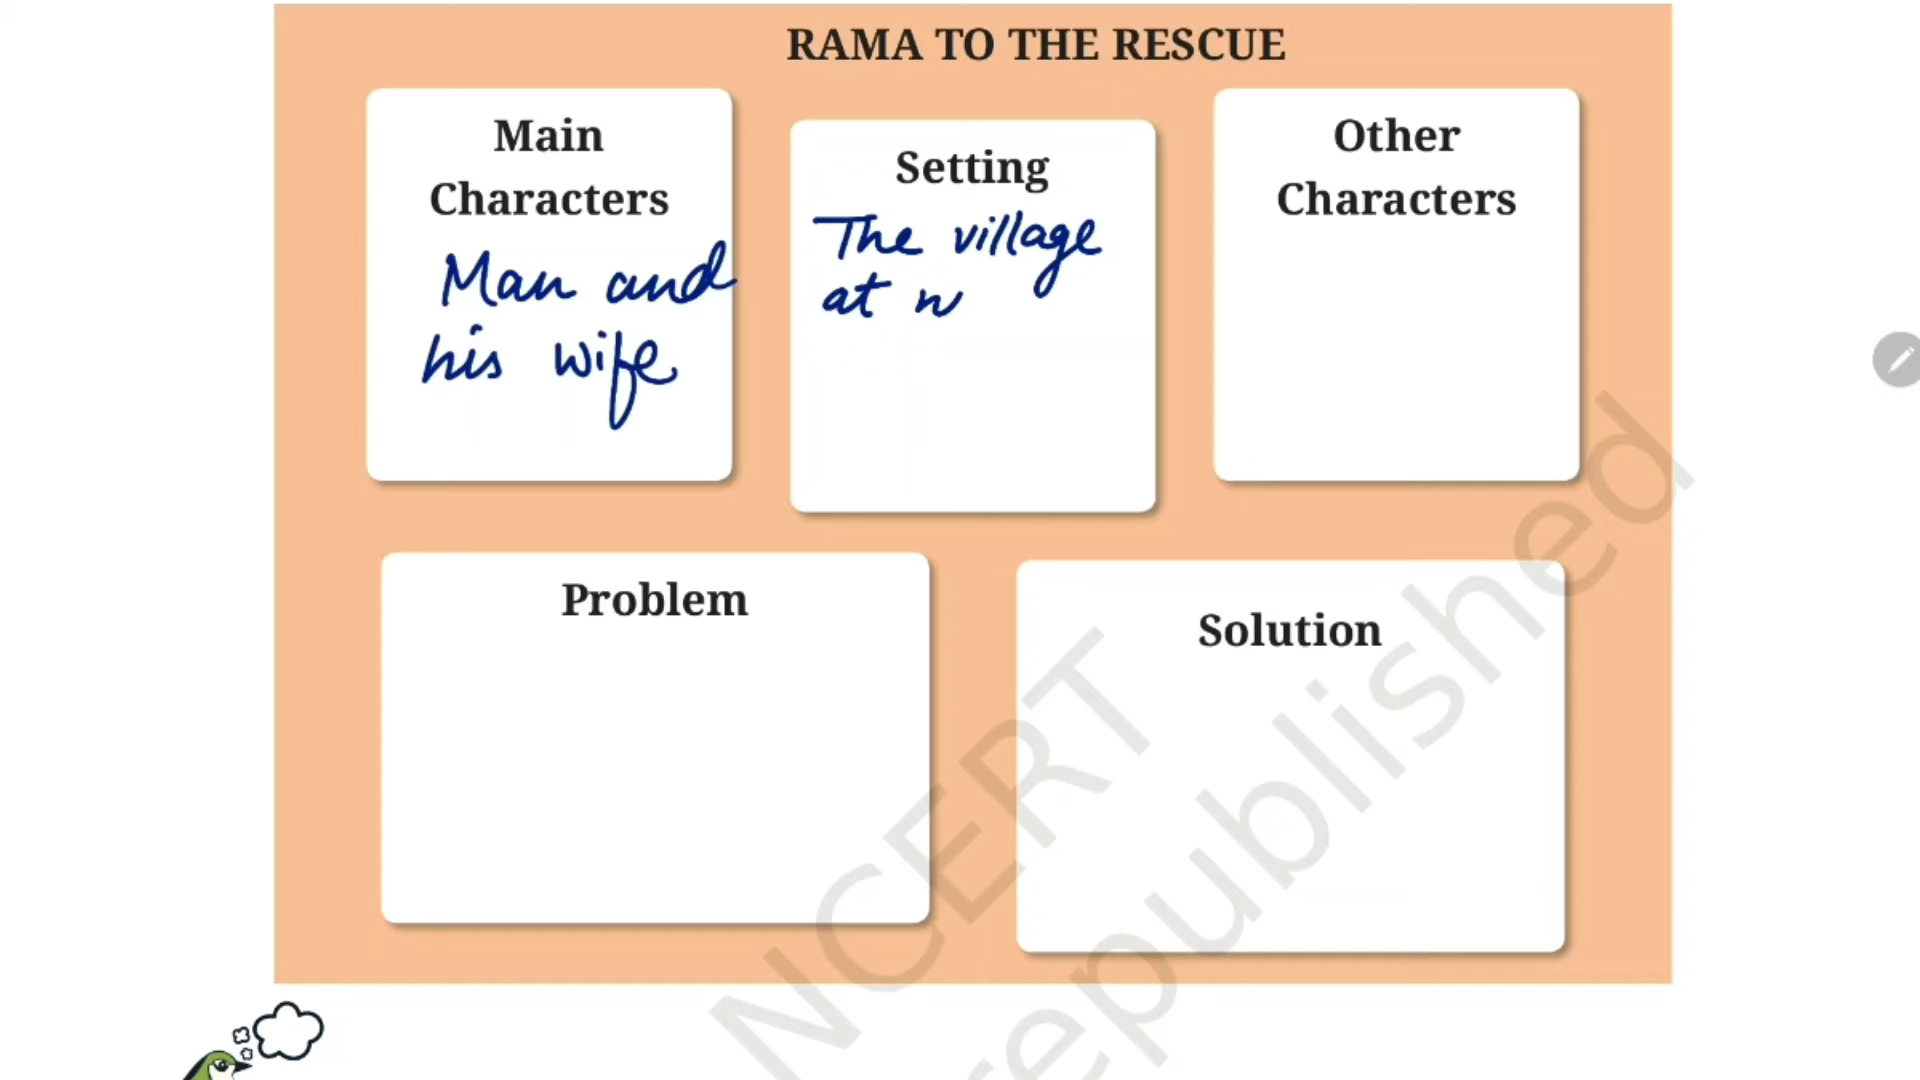 RAMA TO THE RESCUE
Main
Characters
Man and
his wife
Setting
The village
at n
Other
Characters
Problem
Solution
NCERT
republished